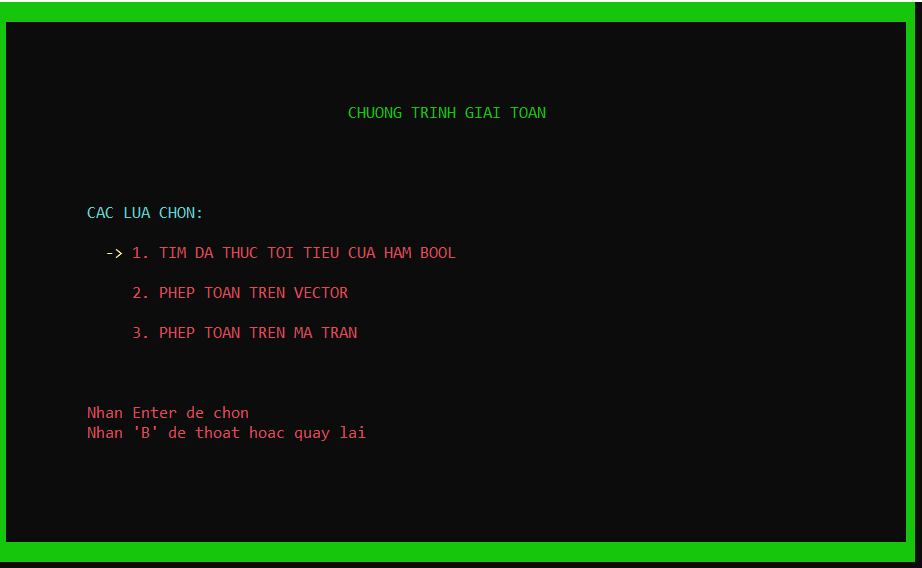 CHUONG TRINH GIAI TOAN
CAC LUA CHON:
-> 1. TIM DA THUC TOI TIEU CUA HAM BOOL
2. PHEP TOAN TREN VECTOR
3. PHEP TOAN TREN MA TRAN
Nhan Enter de chon
Nhan 'B' de thoat hoac quay lai